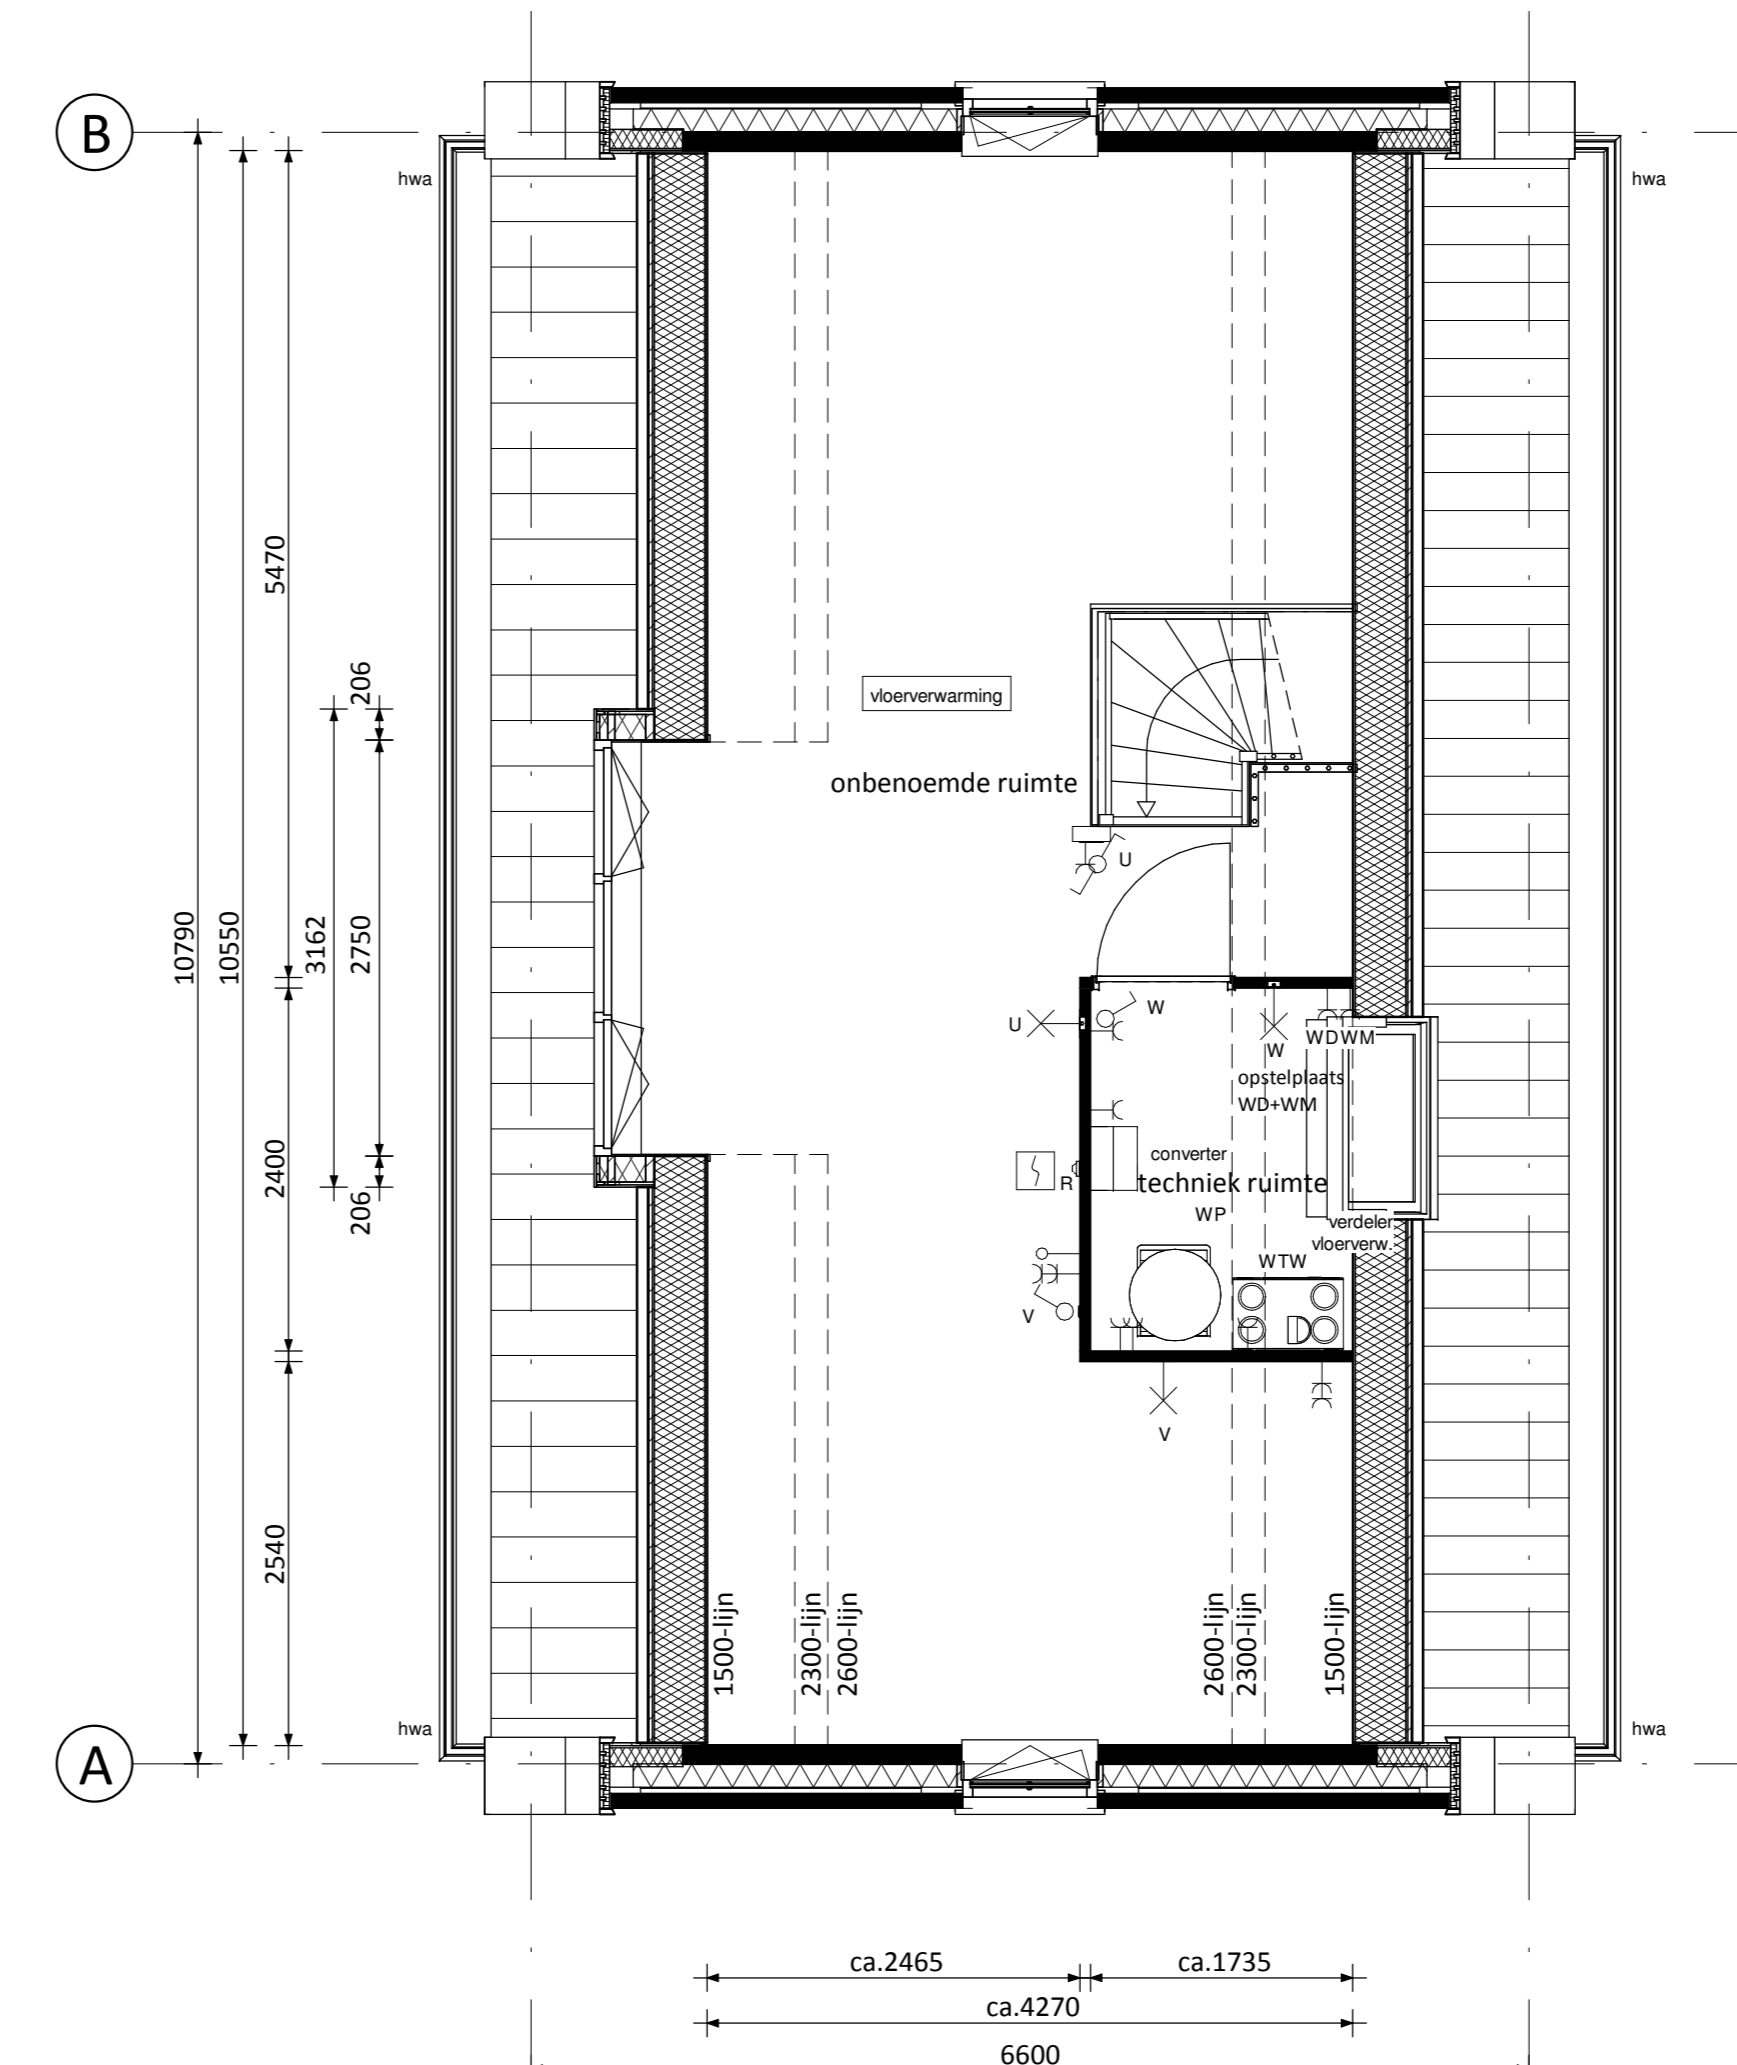 B
hwa
hwa
5470
206
vloerverwarming
onbenoemde ruimte
U
10790
10550
3162
2750
U
W
W
WD WM
opstelplaats
WD+WM
2400
converter
techniek ruimte
R
WP
206
verdeler
vloerverw.
WTW
V
V
2540
1500-lijn
2300-lijn
2600-lijn
2600-lijn
2300-lijn
1500-lijn
hwa
hwa
A
ca.2465
ca.1735
ca.4270
6600